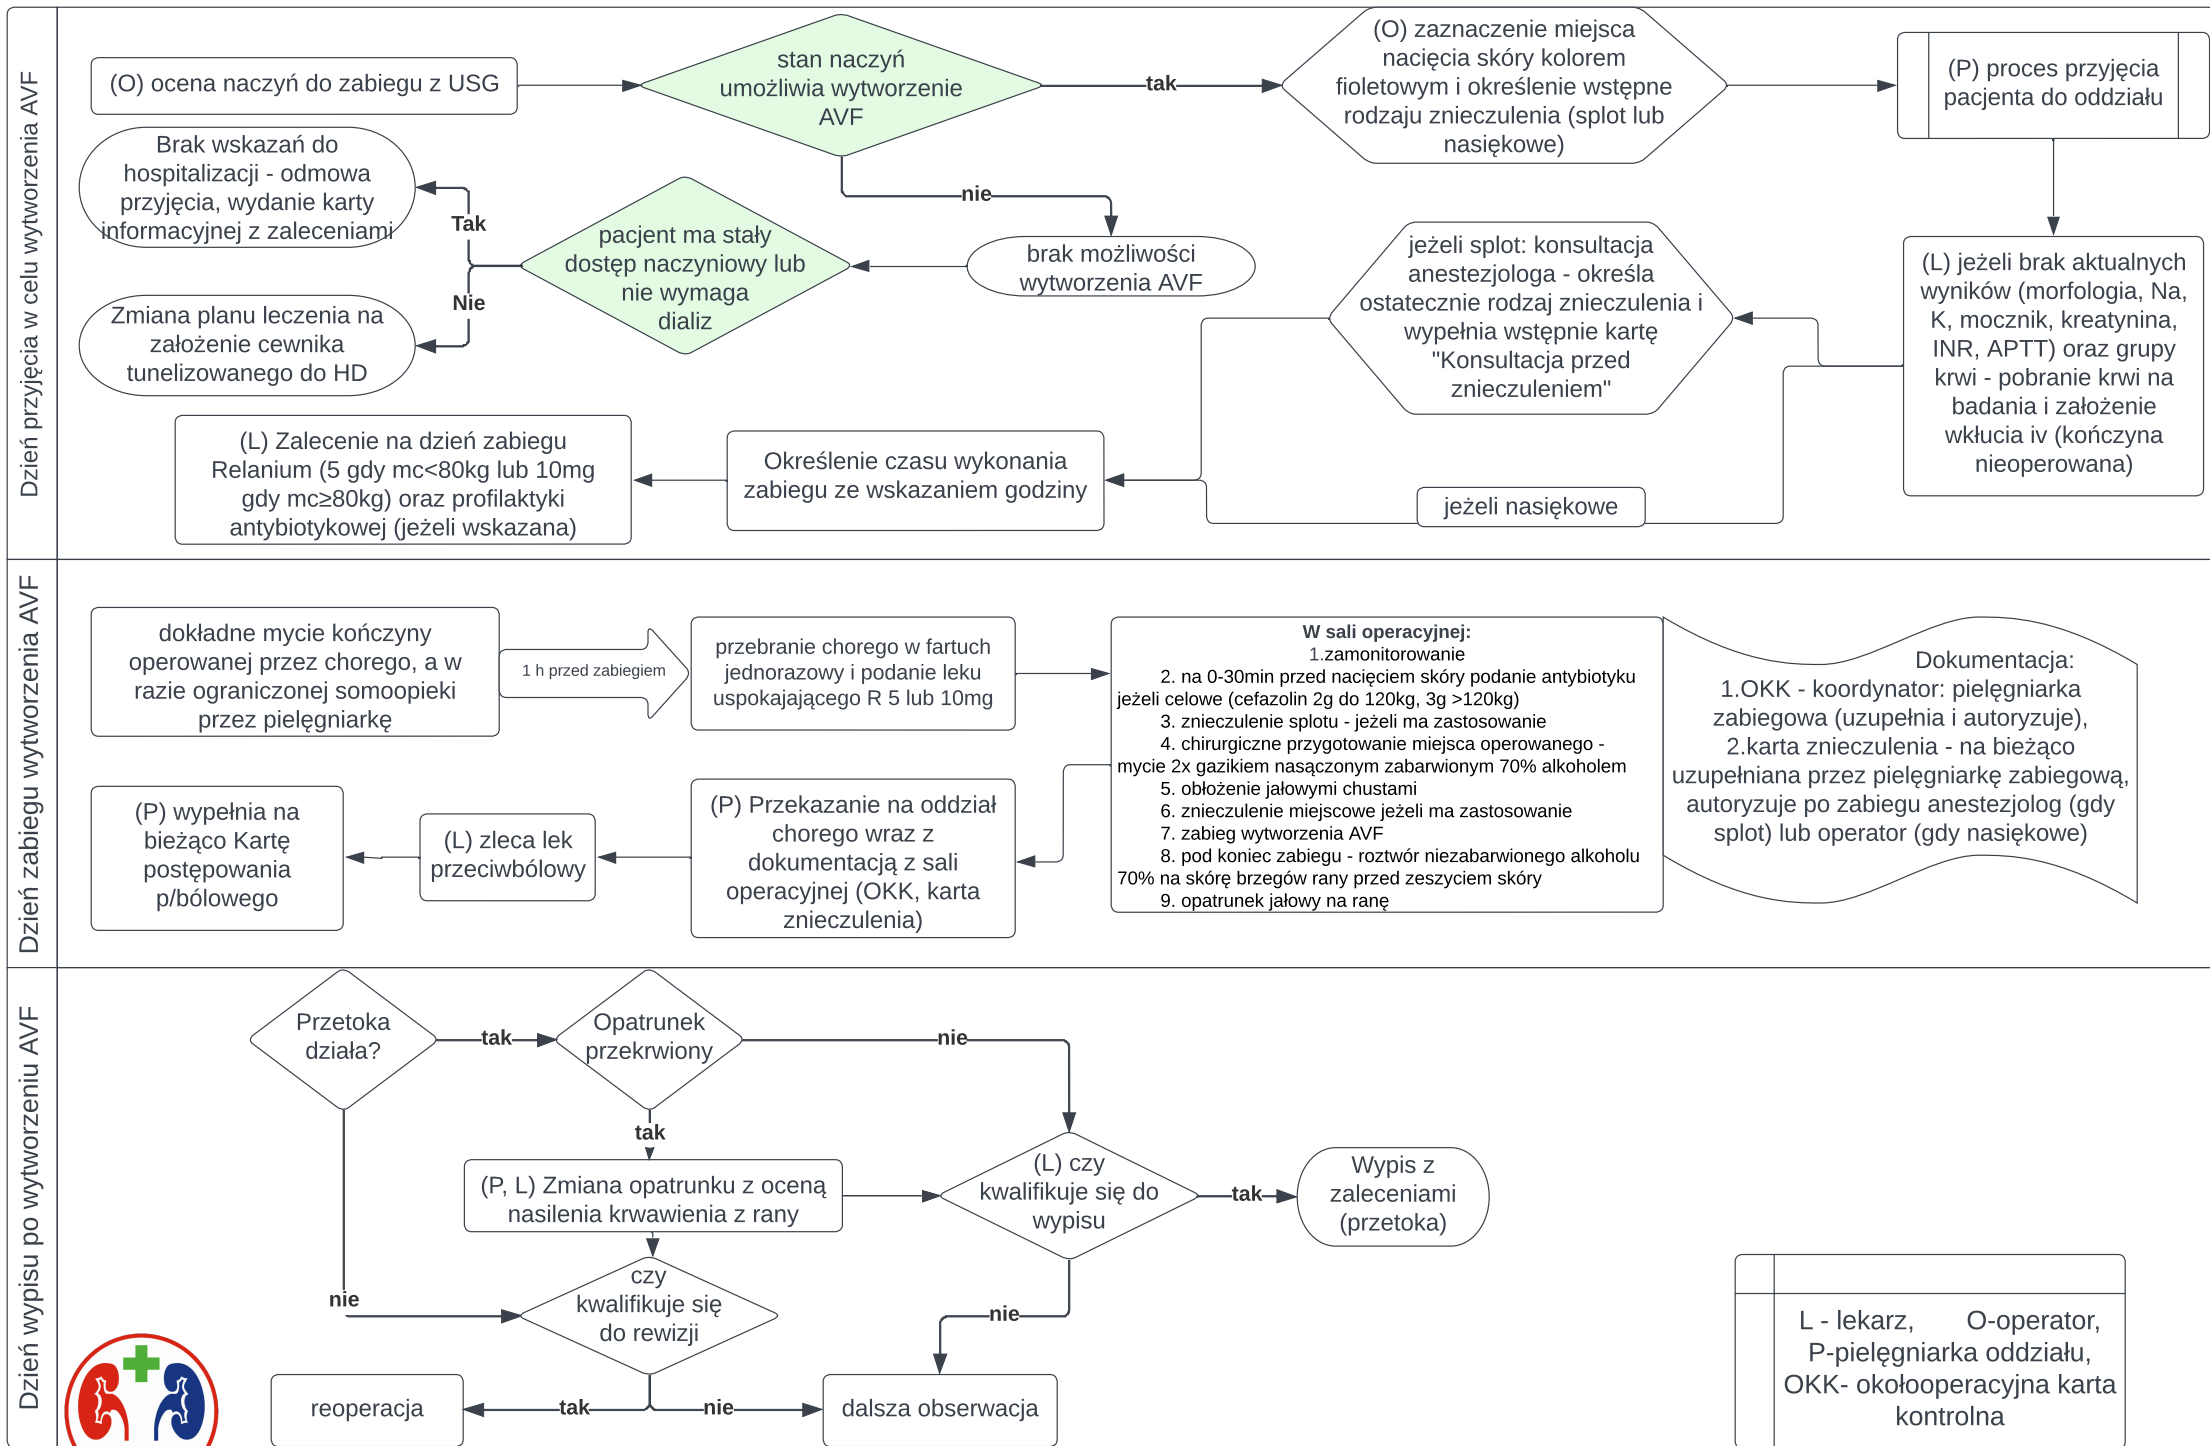 Dzień przyjęcia w celu wytworzenia AVF
(O) ocena naczyń do zabiegu z USG
stan naczyń
umożliwia wytworzenie
AVF
tak
(O) zaznaczenie miejsca
nacięcia skóry kolorem
fioletowym i określenie wstępne
rodzaju znieczulenia (splot lub
nasiękowe)
(P) proces przyjęcia
pacjenta do oddziału
nie
brak możliwości
wytworzenia AVF
pacjent ma stały
dostęp naczyniowy lub
nie wymaga
dializ
Tak
Brak wskazań do
hospitalizacji - odmowa
przyjęcia, wydanie karty
informacyjnej z zaleceniami
Nie
Zmiana planu leczenia na
założenie cewnika
tunelizowanego do HD
(L) jeżeli brak aktualnych
wyników (morfologia, Na,
K, mocznik, kreatynina,
INR, APTT) oraz grupy
krwi - pobranie krwi na
badania i założenie
wkłucia iv (kończyna
nieoperowana)
jeżeli splot: konsultacja
anestezjologa - określa
ostatecznie rodzaj znieczulenia i
wypełnia wstępnie kartę
"Konsultacja przed
znieczuleniem"
jeżeli nasiękowe
Określenie czasu wykonania
zabiegu ze wskazaniem godziny
(L) Zalecenie na dzień zabiegu
Relanium (5 gdy mc<80kg lub 10mg
gdy mc≥80kg) oraz profilaktyki
antybiotykowej (jeżeli wskazana)
Dzień zabiegu wytworzenia AVF
dokładne mycie kończyny
operowanej przez chorego, a w
razie ograniczonej somoopieki
przez pielęgniarkę
1 h przed zabiegiem
przebranie chorego w fartuch
jednorazowy i podanie leku
uspokajającego R 5 lub 10mg
W sali operacyjnej:
1.zamonitorowanie
2. na 0-30min przed nacięciem skóry podanie antybiotyku
jeżeli celowe (cefazolin 2g do 120kg, 3g >120kg)
3. znieczulenie splotu - jeżeli ma zastosowanie
4. chirurgiczne przygotowanie miejsca operowanego -
mycie 2x gazikiem nasączonym zabarwionym 70% alkoholem
5. obłożenie jałowymi chustami
6. znieczulenie miejscowe jeżeli ma zastosowanie
7. zabieg wytworzenia AVF
8. pod koniec zabiegu - roztwór niezabarwionego alkoholu
70% na skórę brzegów rany przed zeszyciem skóry
9. opatrunek jałowy na ranę
Dokumentacja:
1.OKK - koordynator: pielęgniarka
zabiegowa (uzupełnia i autoryzuje),
2.karta znieczulenia - na bieżąco
uzupełniana przez pielęgniarkę zabiegową,
autoryzuje po zabiegu anestezjolog (gdy
splot) lub operator (gdy nasiękowe)
(P) Przekazanie na oddział
chorego wraz z
dokumentacją z sali
operacyjnej (OKK, karta
znieczulenia)
(L) zleca lek
przeciwbólowy
(P) wypełnia na
bieżąco Kartę
postępowania
p/bólowego
Dzień wypisu po wytworzeniu AVF
Przetoka
działa?
tak
Opatrunek
przekrwiony
nie
tak
(P, L) Zmiana opatrunku z oceną
nasilenia krwawienia z rany
(L) czy
kwalifikuje się do
wypisu
tak
Wypis z
zaleceniami
(przetoka)
nie
czy
kwalifikuje się
do rewizji
nie
reoperacja
tak
nie
dalsza obserwacja
L - lekarz, O-operator,
P-pielęgniarka oddziału,
OKK- okołooperacyjna karta
kontrolna